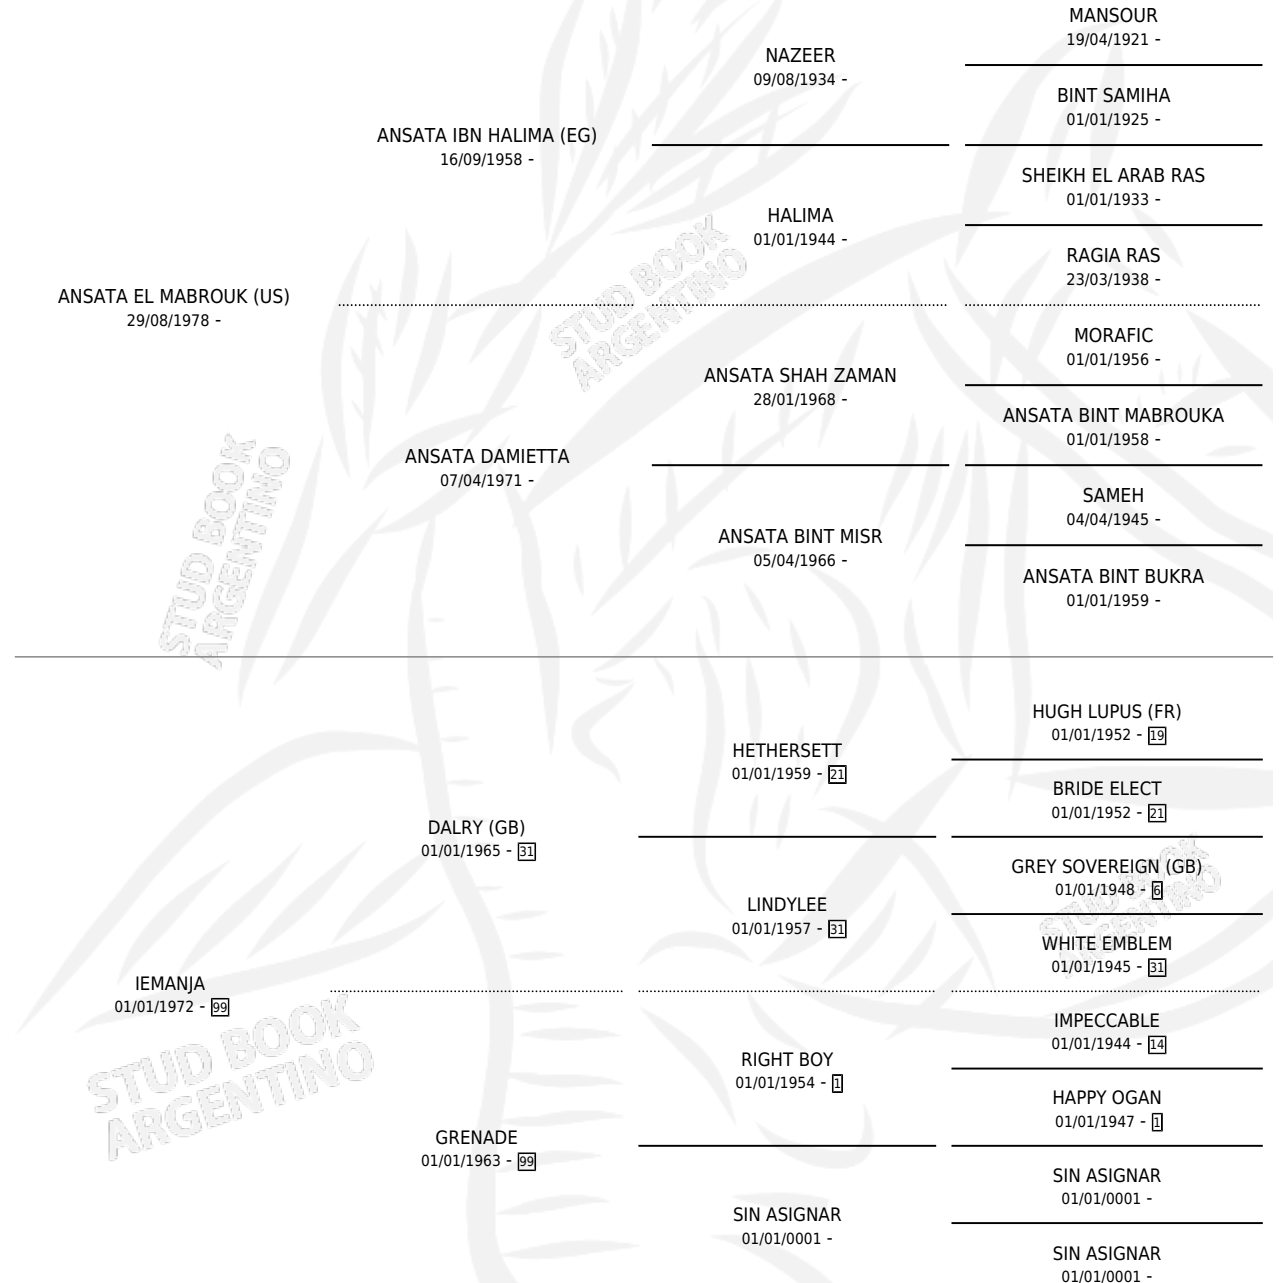 MANSOUR
19/04/1921 -
NAZEER
09/08/1934 -
BINT SAMIHA
01/01/1925 -
ANSATA IBN HALIMA (EG)
16/09/1958 -
SHEIKH EL ARAB RAS
01/01/1933 -
HALIMA
01/01/1944 -
RAGIA RAS
23/03/1938 -
ANSATA EL MABROUK (US)
29/08/1978 -
MORAFIC
01/01/1956 -
ANSATA SHAH ZAMAN
28/01/1968 -
ANSATA BINT MABROUKA
01/01/1958 -
ANSATA DAMIETTA
07/04/1971 -
SAMEH
04/04/1945 -
ANSATA BINT MISR
05/04/1966 -
ANSATA BINT BUKRA
01/01/1959 -
HUGH LUPUS (FR)
01/01/1952 - 19
HETHERSETT
01/01/1959 - 21
BRIDE ELECT
01/01/1952 - 21
DALRY (GB)
01/01/1965 - 31
GREY SOVEREIGN (GB)
01/01/1948 - 6
LINDYLEE
01/01/1957 - 31
WHITE EMBLEM
01/01/1945 - 31
IEMANJA
01/01/1972 - 99
IMPECCABLE
01/01/1944 - 14
RIGHT BOY
01/01/1954 - 1
HAPPY OGAN
01/01/1947 - 1
GRENADE
01/01/1963 - 99
SIN ASIGNAR
01/01/0001 -
SIN ASIGNAR
01/01/0001 -
SIN ASIGNAR
01/01/0001 -
STUD BOOK
ARGENTINO
STUD BOOK
ARGENTINO
STUD BOOK
ARGENTINO
STUD BOOK
ARGENTINO